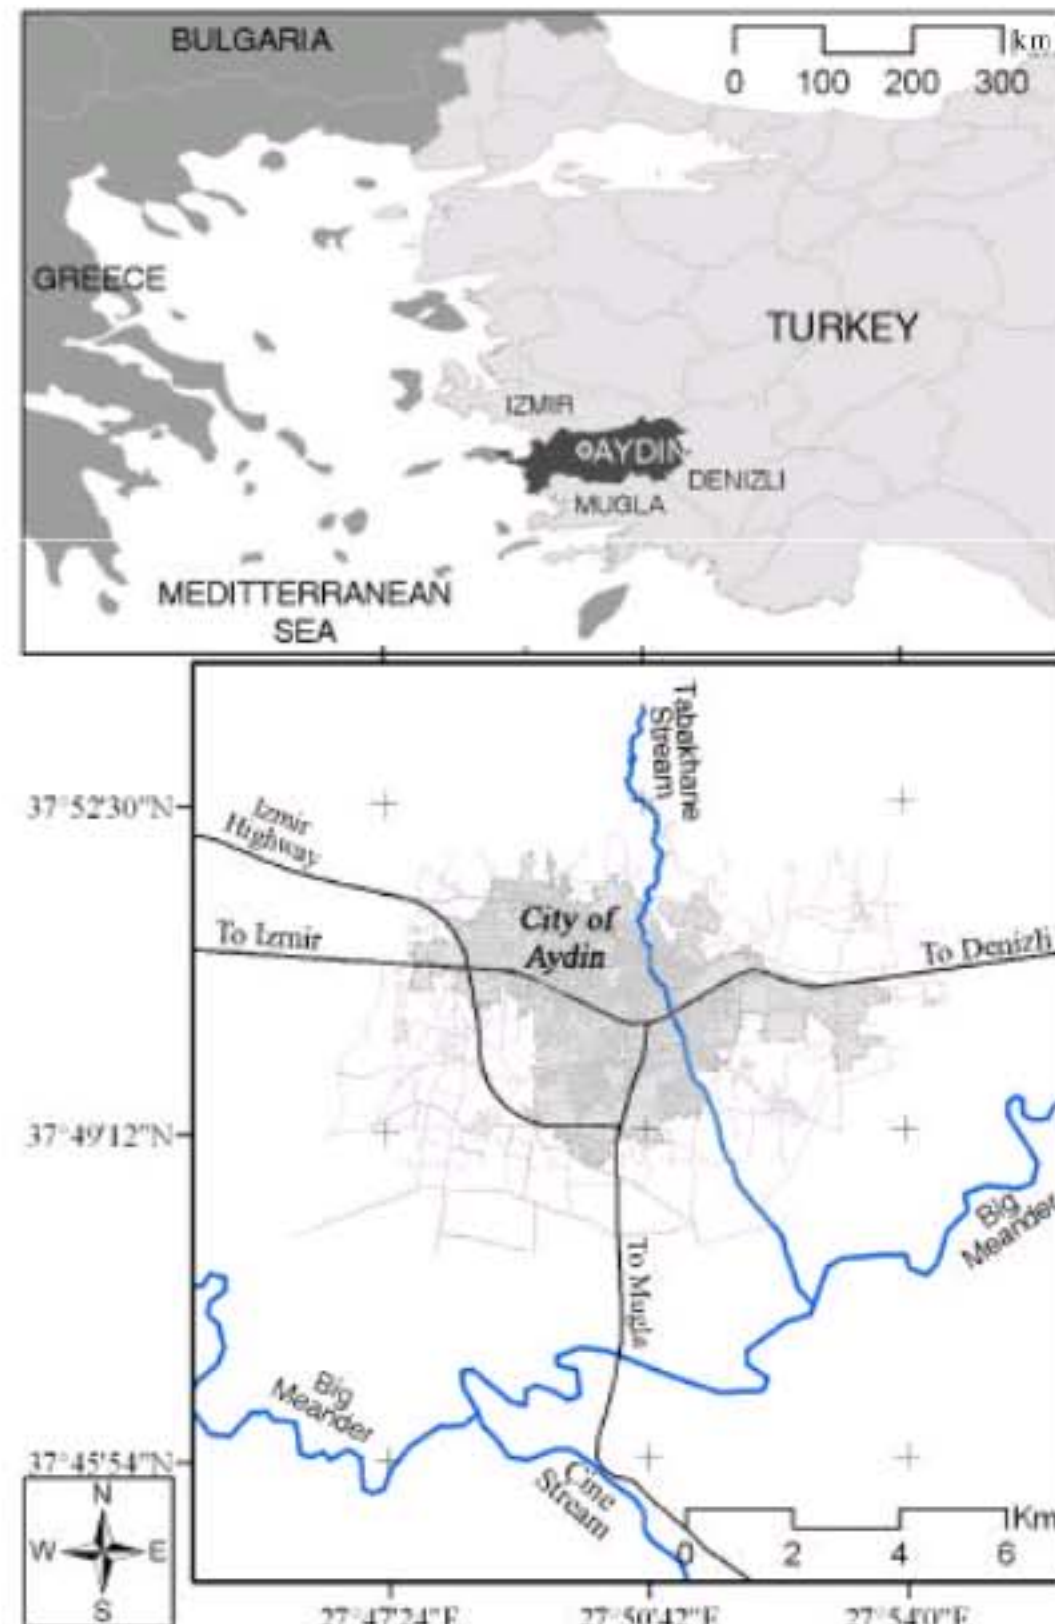 BULGARIA
km
0 100 200 300
GREECE
TURKEY
IZMIR
AYDIN
DENIZLI
MUGLA
MEDITTERRANEAN
SEA
Tabakhane
Stream
37°52'30"N
Izmir
Highway
City of
Aydin
To Izmir
To Denizli
37°49'12"N
Big
Meander
To Mugla
Big
Meander
37°45'54"N
Cine
Stream
Km
0 2 4 6
N
W E
S
27°47'24"E 27°50'42"E 27°54'0"E